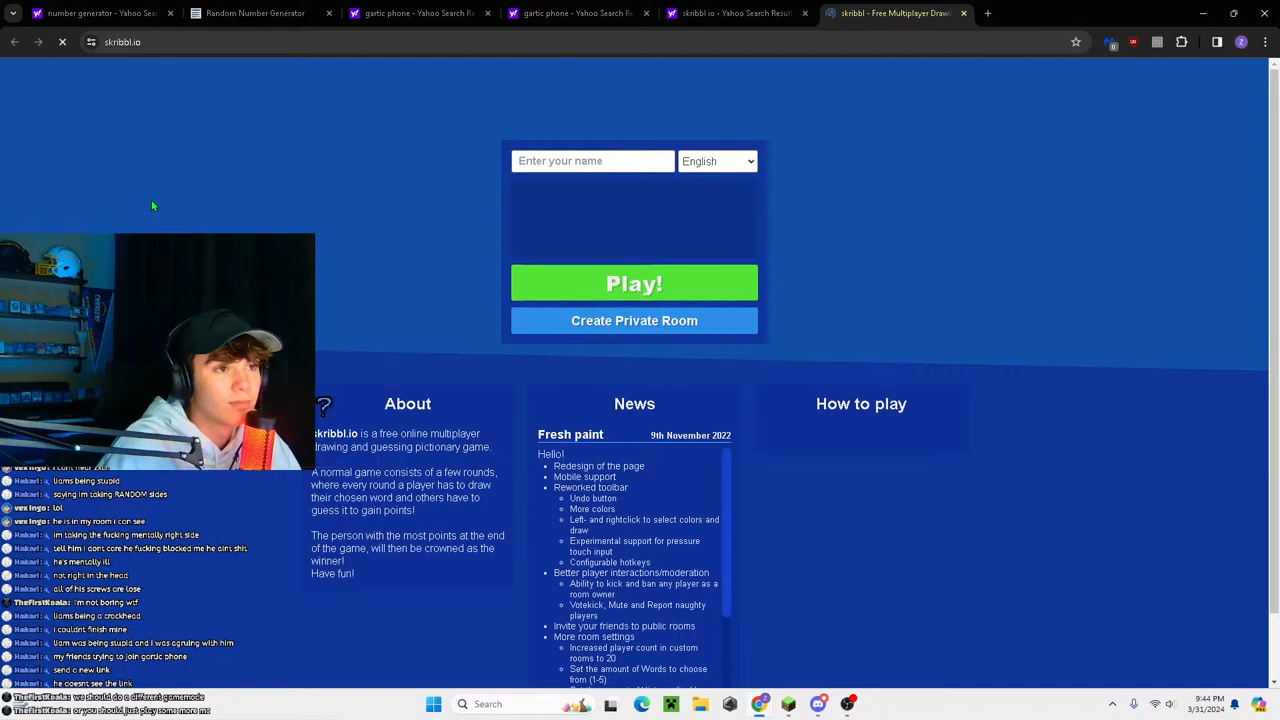 number generator - Yahoo Sea
Random Number Generator
gartic phone - Yahoo Search Re
gartic phone - Yahoo Search Re
skribbl io - Yahoo Search Result
skribbl - Free Multiplayer Drawi
skribbl.io
Enter your name
English
Play!
Create Private Room
About
skribbl.io is a free online multiplayer
drawing and guessing pictionary game.
A normal game consists of a few rounds,
where every round a player has to draw
their chosen word and others have to
guess it to gain points!
The person with the most points at the end
of the game, will then be crowned as the
winner!
Have fun!
News
Fresh paint
9th November 2022
Hello!
Redesign of the page
Mobile support
Reworked toolbar
Undo button
More colors
Left- and rightclick to select colors and
draw
Experimental support for pressure
touch input
Configurable hotkeys
Better player interactions/moderation
Ability to kick and ban any player as a
room owner
Votekick, Mute and Report naughty
players
Invite your friends to public rooms
More room settings
Increased player count in custom
rooms to 20
Set the amount of Words to choose
from (1-5)
How to play
Hakari: liams being stupid
saying im taking RANDOM sides
vex ingo: lol
vex ingo: he is in my room i can see
Hakari: im taking the fucking mentally right side
Hakari: tell him i dont care he fucking blocked me he aint shit
Hakari: he's mentally ill
Hakari: not right in the head
Hakari: all of his screws are lose
TheFirstKoala: i'm not boring wtf
Hakari: liams being a crackhead
Hakari: i couldnt finish mine
Hakari: liam was being stupid and i was agruing with him
Hakari: my friends trying to join gartic phone
Hakari: send a new link
Hakari: he doesnt see the link
TheFirstKoala: we should do a different gamemode
TheFirstKoala: or you should just play some more mc
Search
9:44 PM
3/31/2024